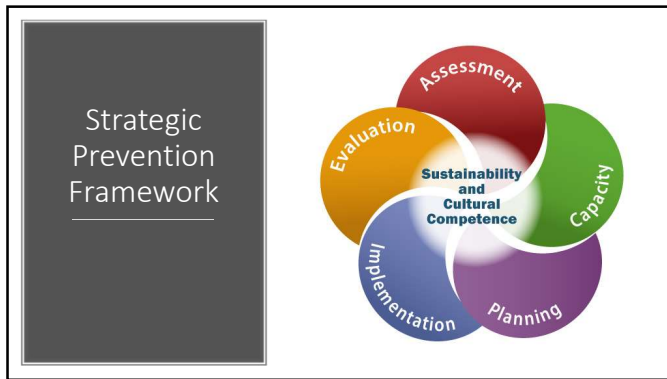 Strategic
Prevention
Framework
Assessment
Capacity
Planning
Implementation
Evaluation
Sustainability
and
Cultural
Competence